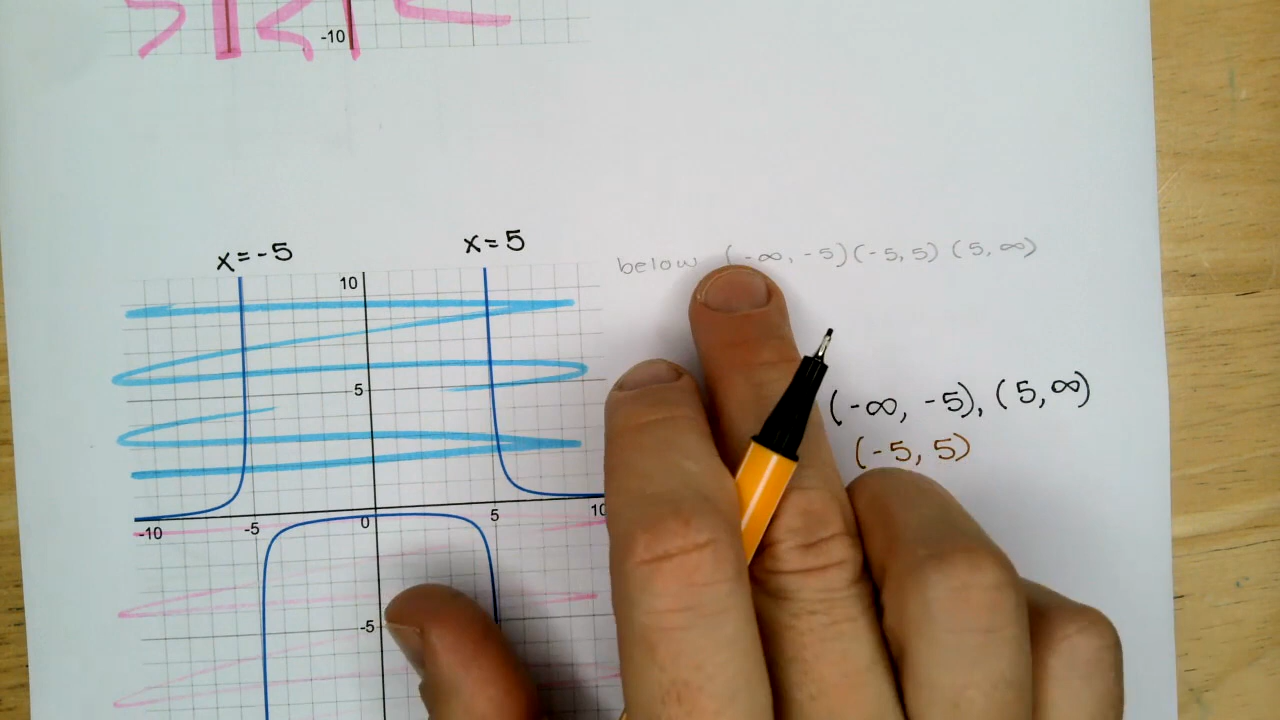 -10
x=-5
x=5
below (-∞, -5)(-5,5) (5,∞)
10
5
(-∞, -5), (5,∞)
(-5,5)
-10
-5
0
5
10
-5